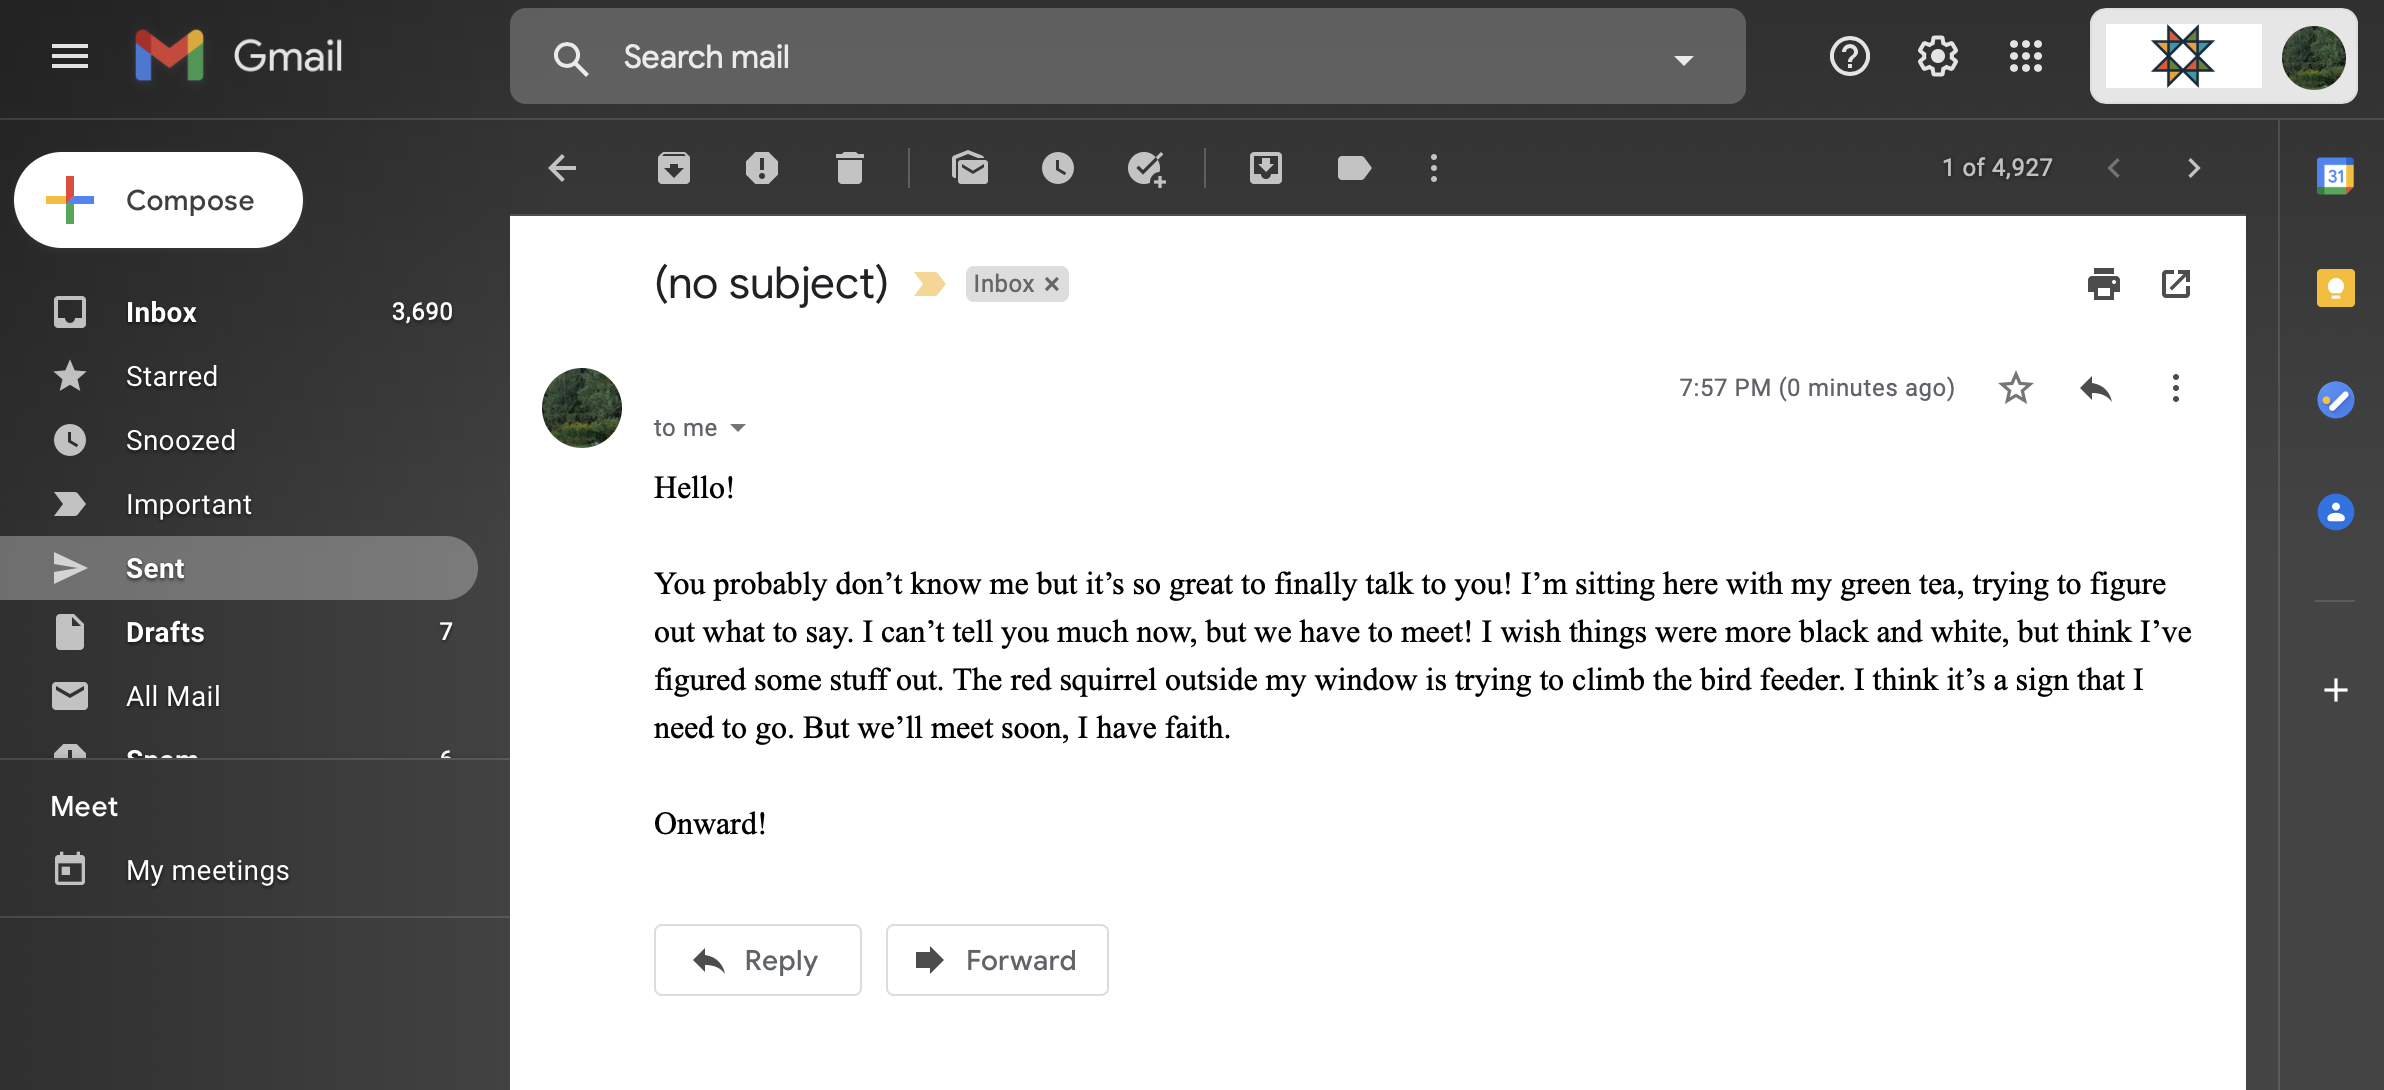 Gmail
Search mail
Compose
1 of 4,927
31
Inbox 3,690
Starred
Snoozed
Important
Sent
Drafts 7
All Mail
Spam 6
Meet
My meetings
(no subject) Inbox ×
7:57 PM (0 minutes ago)
to me
Hello!
You probably don’t know me but it’s so great to finally talk to you! I’m sitting here with my green tea, trying to figure
out what to say. I can’t tell you much now, but we have to meet! I wish things were more black and white, but think I’ve
figured some stuff out. The red squirrel outside my window is trying to climb the bird feeder. I think it’s a sign that I
need to go. But we’ll meet soon, I have faith.
Onward!
Reply
Forward